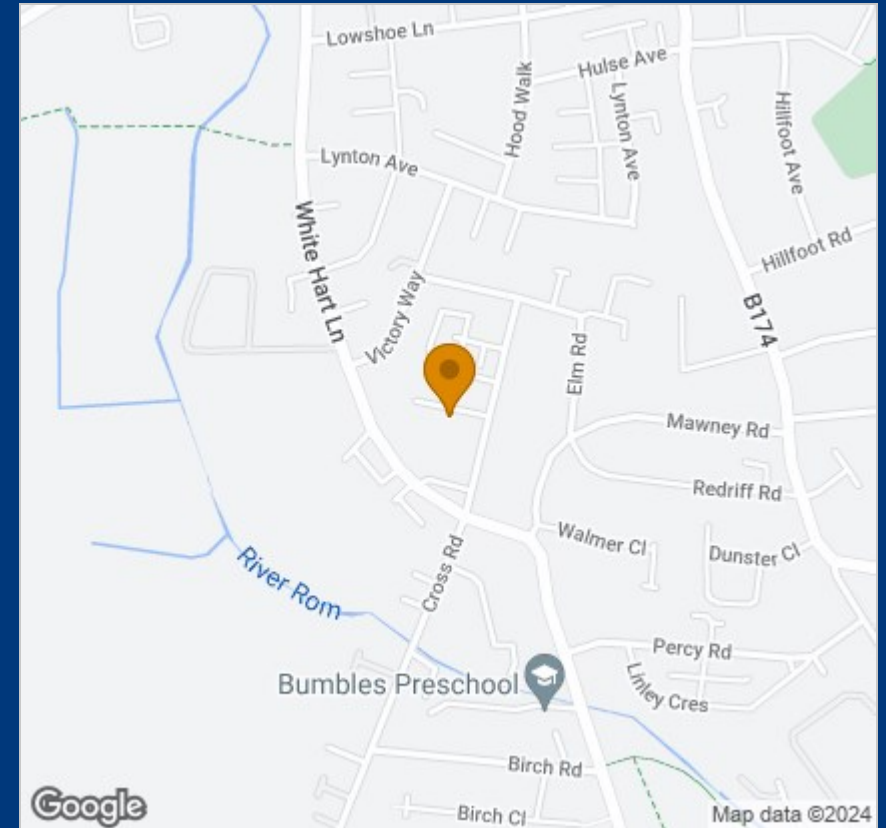 Lowshoe Ln
Hulse Ave
Hood Walk
Lynton Ave
Hillfoot Ave
Lynton Ave
White Hart Ln
Hillfoot Rd
Victory Way
B174
Elm Rd
Mawney Rd
Redriff Rd
Walmer Cl
Dunster Cl
River Rom
Cross Rd
Percy Rd
Bumbles Preschool
Linley Cres
Birch Rd
Birch Cl
Google
Map data ©2024